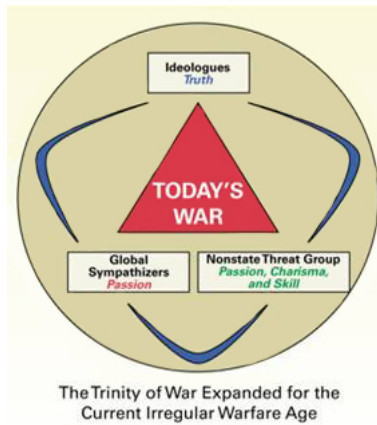 Ideologues
Truth
TODAY'S
WAR
Global
Sympathizers
Passion
Nonstate Threat Group
Passion, Charisma,
and Skill
The Trinity of War Expanded for the
Current Irregular Warfare Age